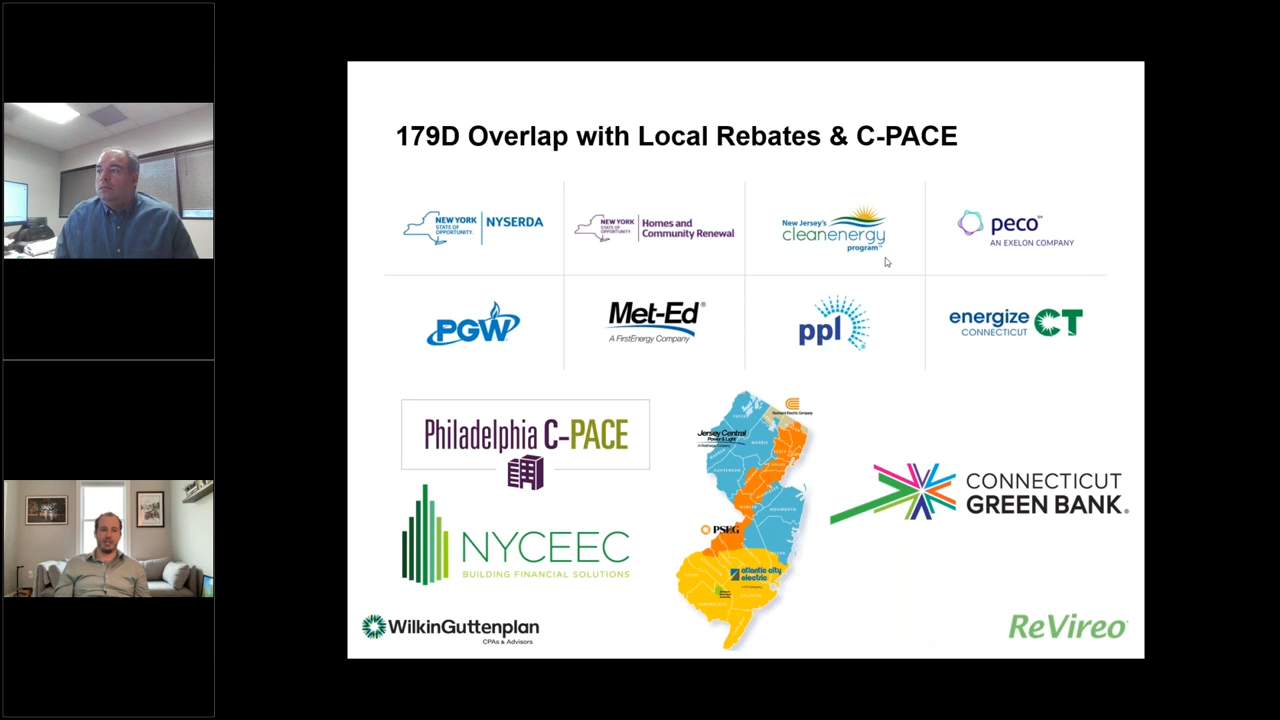 179D Overlap with Local Rebates & C-PACE
NEW YORK
STATE OF
OPPORTUNITY.
NYSERDA
NEW YORK
STATE OF
OPPORTUNITY.
Homes and
Community Renewal
New Jersey's
cleanenergy
program™
peco℠
AN EXELON COMPANY
PGW
Met-Ed®
A FirstEnergy Company
ppl
energize
CONNECTICUT
CT
Philadelphia C-PACE
NYCEEC
BUILDING FINANCIAL SOLUTIONS
Jersey Central
Power & Light
PSEG
atlantic city
electric
CONNECTICUT
GREEN BANK®
WilkinGuttenplan
CPAs & Advisors
ReVireo